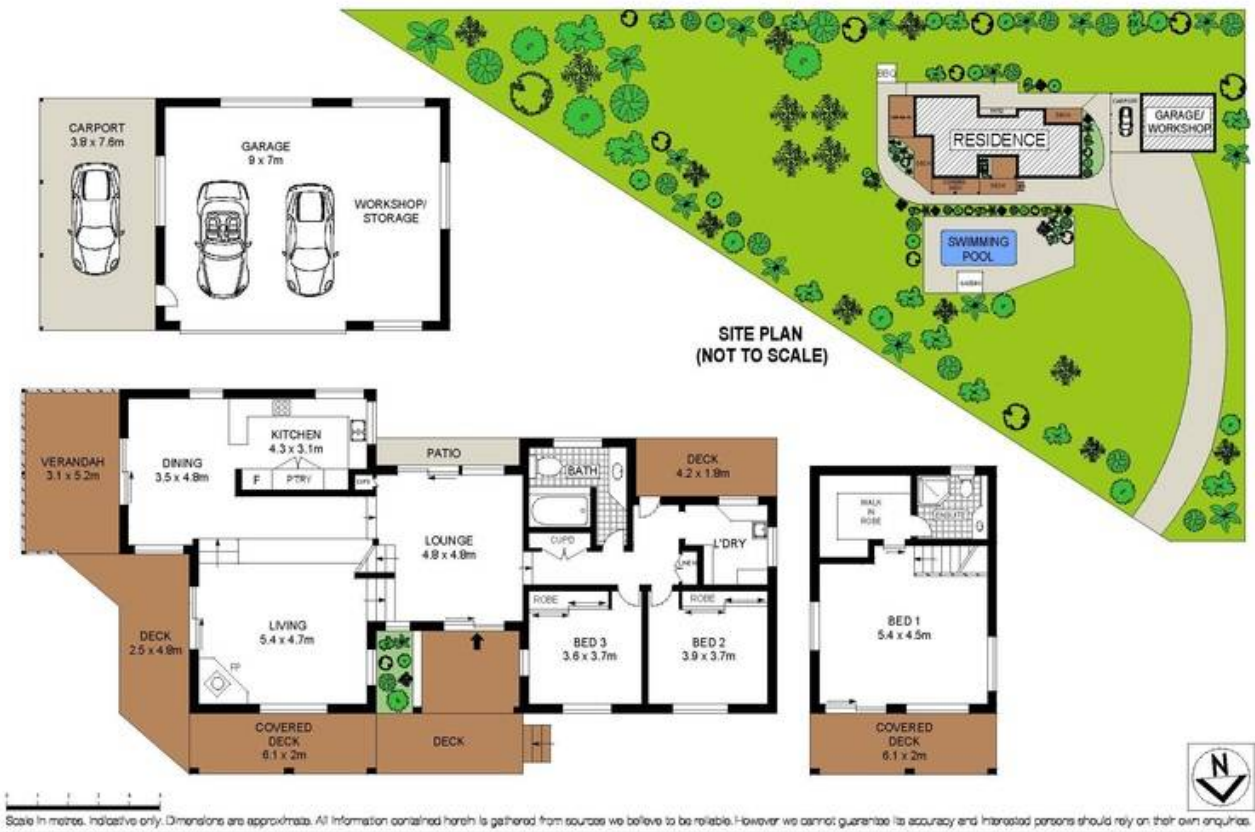 CARPORT
3.8 x 7.6m
GARAGE
9 x 7m
WORKSHOP/
STORAGE
BBQ
CARPORT
GARAGE/
WORKSHOP
RESIDENCE
DECK
DECK
DECK
SWIMMING
POOL
SITE PLAN
(NOT TO SCALE)
VERANDAH
3.1 x 5.2m
DINING
3.5 x 4.8m
KITCHEN
4.3 x 3.1m
F
PTRY
PATIO
BATH
DECK
4.2 x 1.8m
LOUNGE
4.8 x 4.8m
CUPD
LINEN
L'DRY
DECK
2.5 x 4.8m
LIVING
5.4 x 4.7m
FP
ROBE
BED 3
3.6 x 3.7m
ROBE
BED 2
3.9 x 3.7m
COVERED
DECK
6.1 x 2m
DECK
WALK
IN
ROBE
ENSUITE
BED 1
5.4 x 4.5m
COVERED
DECK
6.1 x 2m
N
Scale in metres. Indicative only. Dimensions are approximate. All information contained herein is gathered from sources we believe to be reliable. However we cannot guarantee its accuracy and interested persons should rely on their own enquiries.